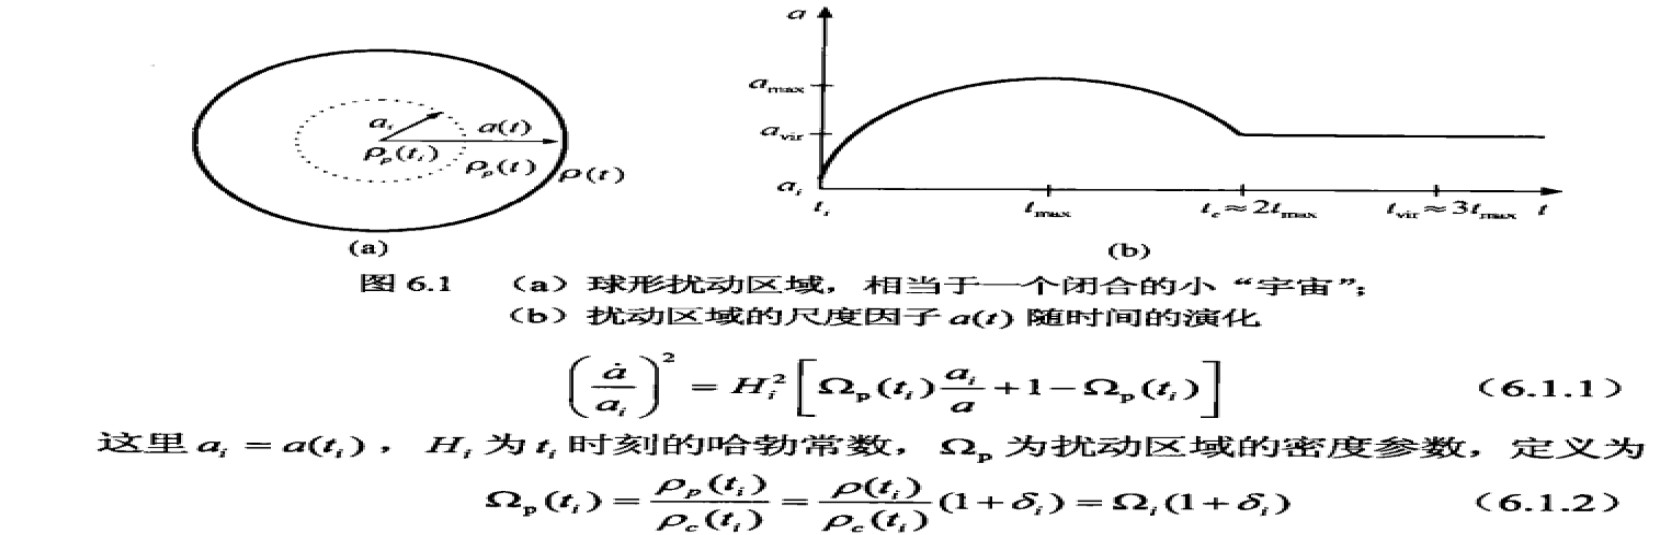 a
a_max
a_vir
a_i
t_i
t_max
t_c≈2t_max
t_vir≈3t_max
t
a_i
a(t)
ρ_p(t_i)
ρ_p(t)
ρ(t)
(a)
(b)
图 6.1 （a）球形扰动区域，相当于一个闭合的小“宇宙”；
（b）扰动区域的尺度因子 a(t) 随时间的演化
(ȧ/a_i)² = H_i²[Ω_p(t_i) a_i/a + 1 − Ω_p(t_i)] （6.1.1）
这里 a_i = a(t_i)，H_i 为 t_i 时刻的哈勃常数，Ω_p 为扰动区域的密度参数，定义为
Ω_p(t_i) = ρ_p(t_i)/ρ_c(t_i) = ρ(t_i)/ρ_c(t_i) (1+δ_i) = Ω_i(1+δ_i) （6.1.2）